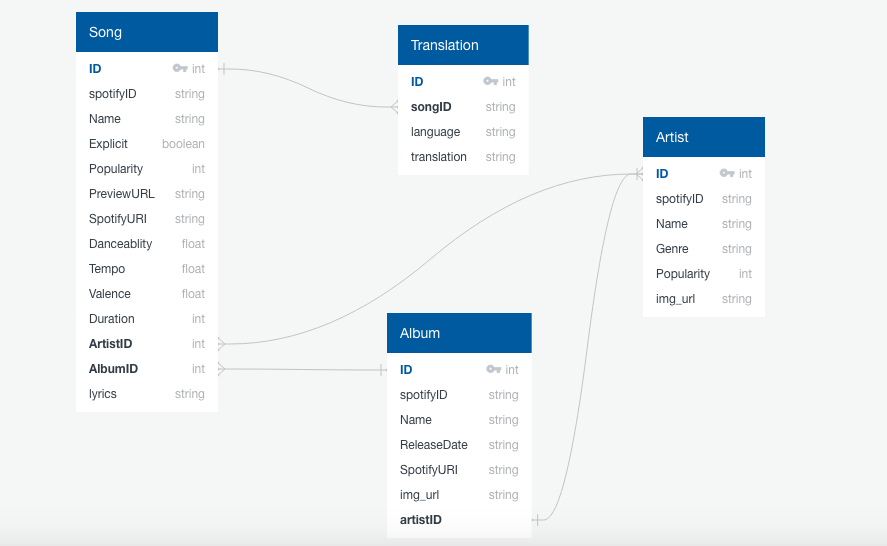 Song
ID int
spotifyID string
Name string
Explicit boolean
Popularity int
PreviewURL string
SpotifyURI string
Danceablity float
Tempo float
Valence float
Duration int
ArtistID int
AlbumID int
lyrics string
Translation
ID int
songID string
language string
translation string
Artist
ID int
spotifyID string
Name string
Genre string
Popularity int
img_url string
Album
ID int
spotifyID string
Name string
ReleaseDate string
SpotifyURI string
img_url string
artistID